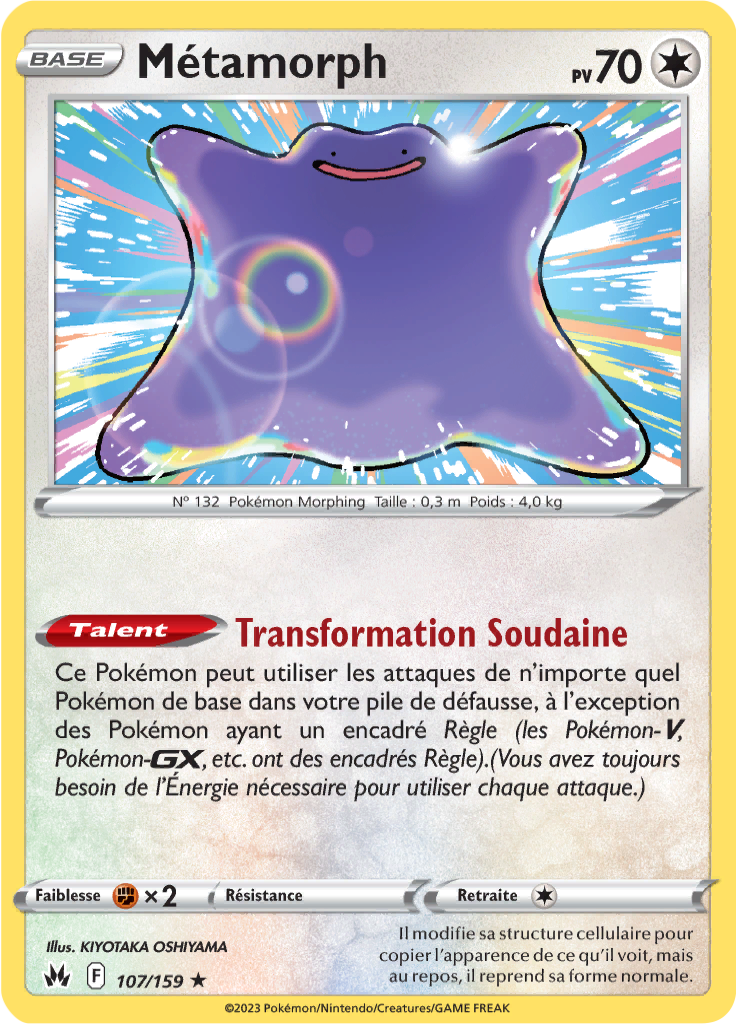 BASE Métamorph PV 70
N° 132 Pokémon Morphing Taille : 0,3 m Poids : 4,0 kg
Talent Transformation Soudaine
Ce Pokémon peut utiliser les attaques de n'importe quel
Pokémon de base dans votre pile de défausse, à l'exception
des Pokémon ayant un encadré Règle (les Pokémon-V,
Pokémon-GX, etc. ont des encadrés Règle).(Vous avez toujours
besoin de l'Énergie nécessaire pour utiliser chaque attaque.)
Faiblesse ×2 Résistance Retraite
Illus. KIYOTAKA OSHIYAMA
F 107/159 ★
Il modifie sa structure cellulaire pour
copier l'apparence de ce qu'il voit, mais
au repos, il reprend sa forme normale.
©2023 Pokémon/Nintendo/Creatures/GAME FREAK